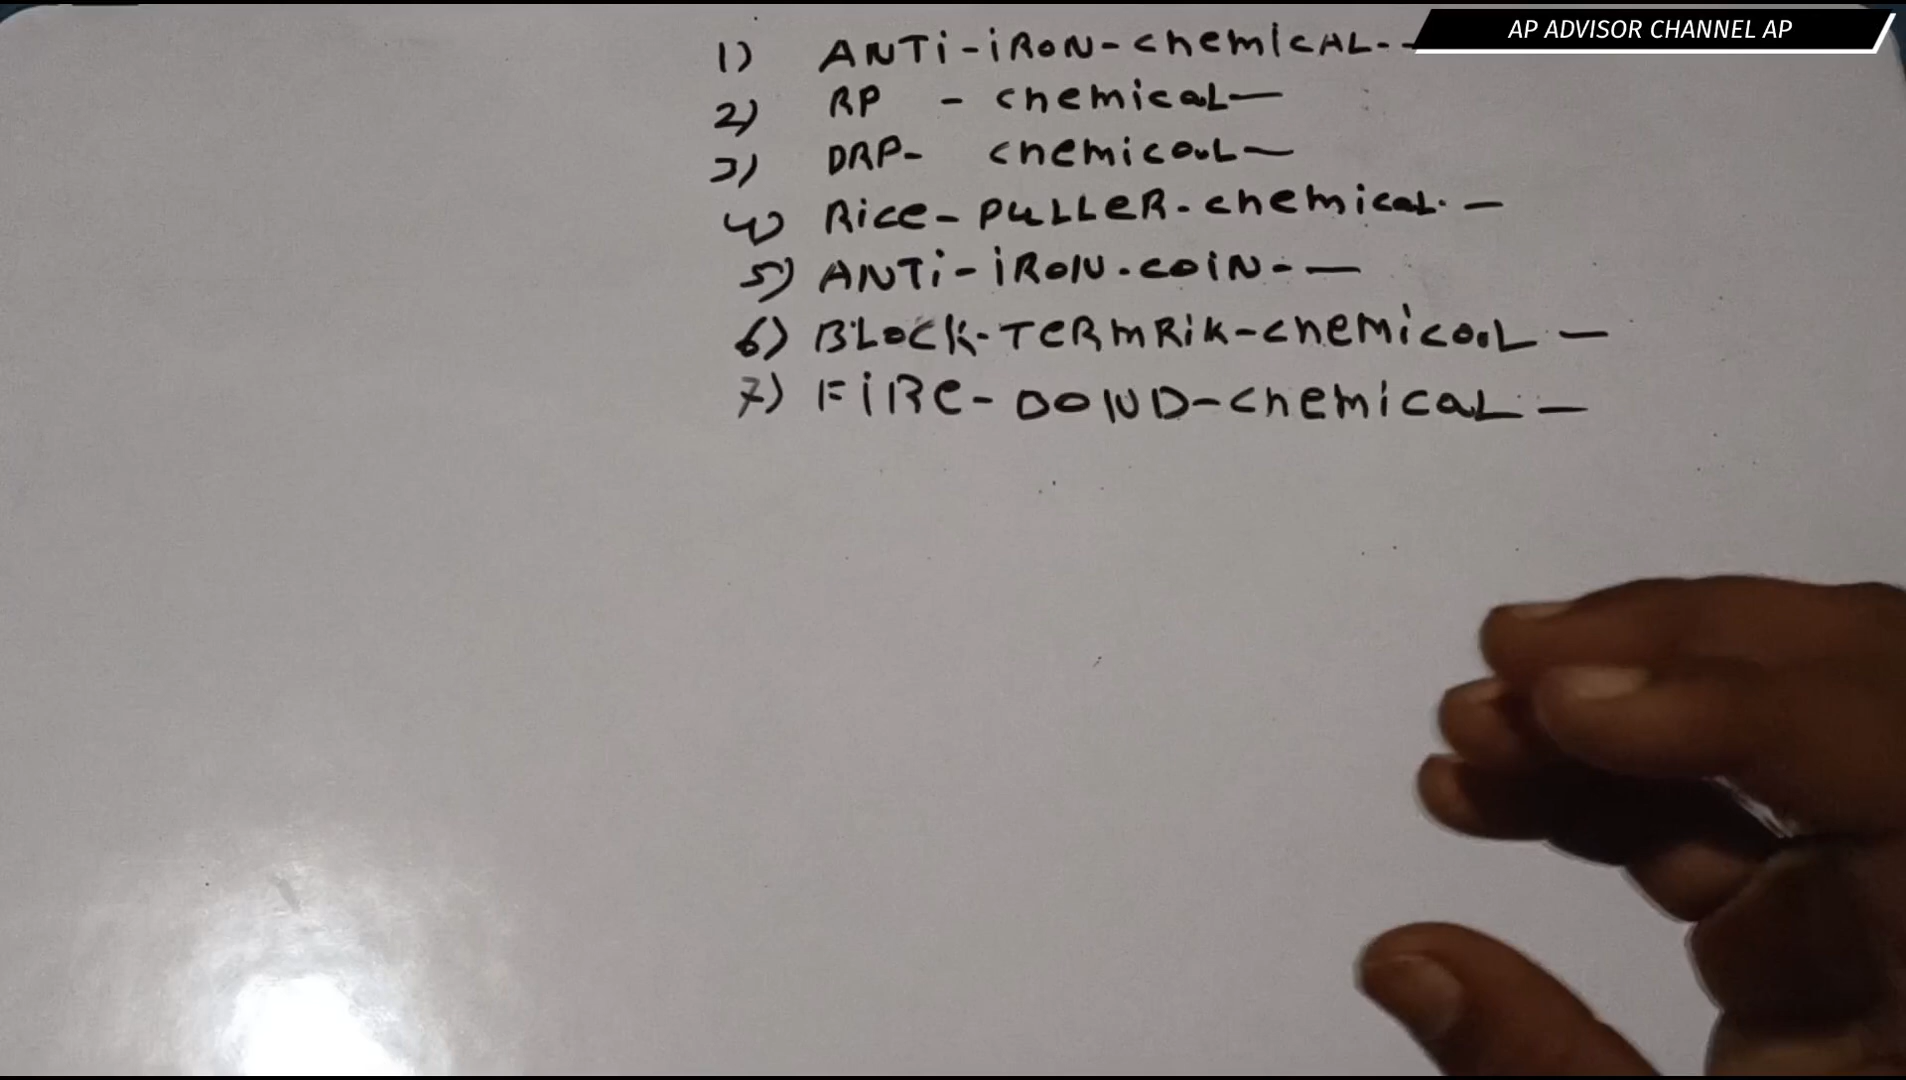 AP ADVISOR CHANNEL AP
1) ANTi-iRON-chemicAL--
2) RP - chemicaL—
3) DRP- chemicaL—
4) Rice-PuLLeR-chemicaL. —
5) ANTi-iRON.coiN-—
6) BLOCK-TeRmRiK-chemicaL —
7) FiRe-DOND-chemicaL —